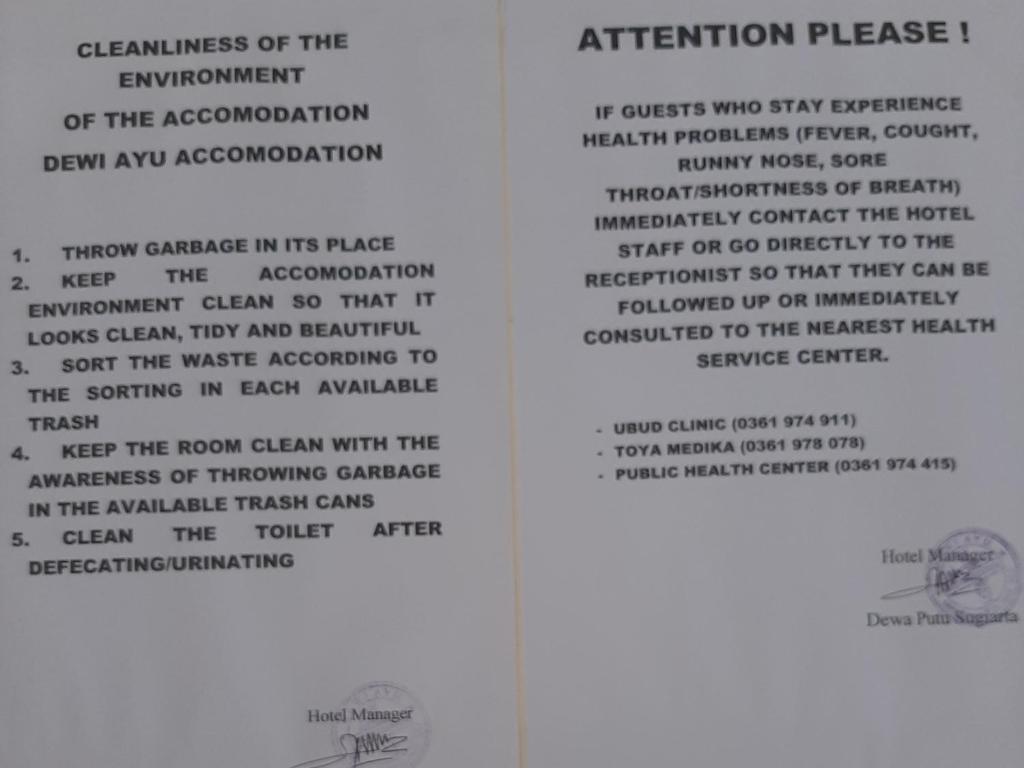 CLEANLINESS OF THE
ENVIRONMENT
OF THE ACCOMODATION
DEWI AYU ACCOMODATION
1. THROW GARBAGE IN ITS PLACE
2. KEEP THE ACCOMODATION
ENVIRONMENT CLEAN SO THAT IT
LOOKS CLEAN, TIDY AND BEAUTIFUL
3. SORT THE WASTE ACCORDING TO
THE SORTING IN EACH AVAILABLE
TRASH
4. KEEP THE ROOM CLEAN WITH THE
AWARENESS OF THROWING GARBAGE
IN THE AVAILABLE TRASH CANS
5. CLEAN THE TOILET AFTER
DEFECATING/URINATING
Hotel Manager
ATTENTION PLEASE !
IF GUESTS WHO STAY EXPERIENCE
HEALTH PROBLEMS (FEVER, COUGHT,
RUNNY NOSE, SORE
THROAT/SHORTNESS OF BREATH)
IMMEDIATELY CONTACT THE HOTEL
STAFF OR GO DIRECTLY TO THE
RECEPTIONIST SO THAT THEY CAN BE
FOLLOWED UP OR IMMEDIATELY
CONSULTED TO THE NEAREST HEALTH
SERVICE CENTER.
- UBUD CLINIC (0361 974 911)
- TOYA MEDIKA (0361 978 078)
- PUBLIC HEALTH CENTER (0361 974 415)
Hotel Manager
Dewa Putu Sugiarta